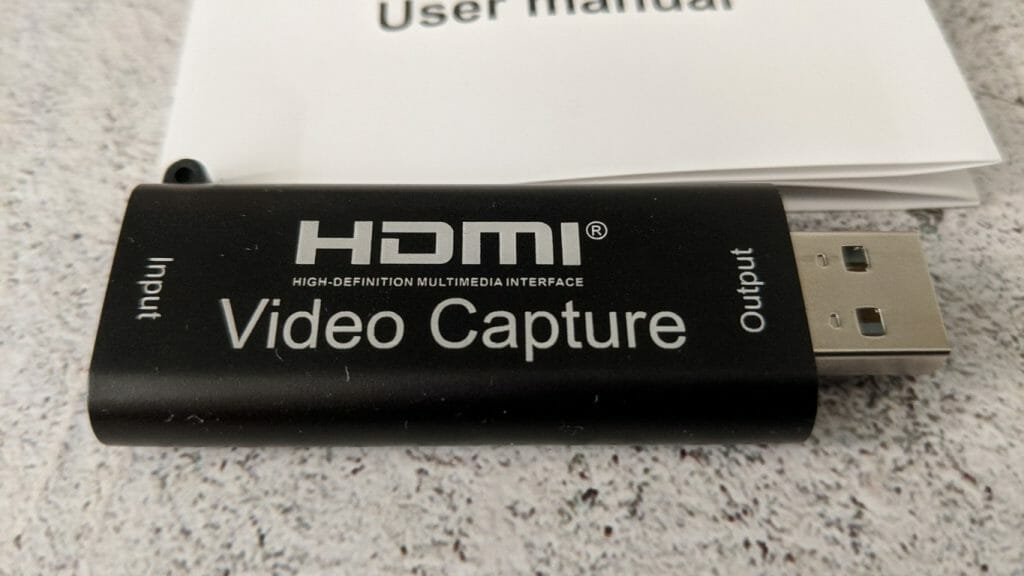 User manual
HDMI®
HIGH-DEFINITION MULTIMEDIA INTERFACE
Video Capture
Input
Output